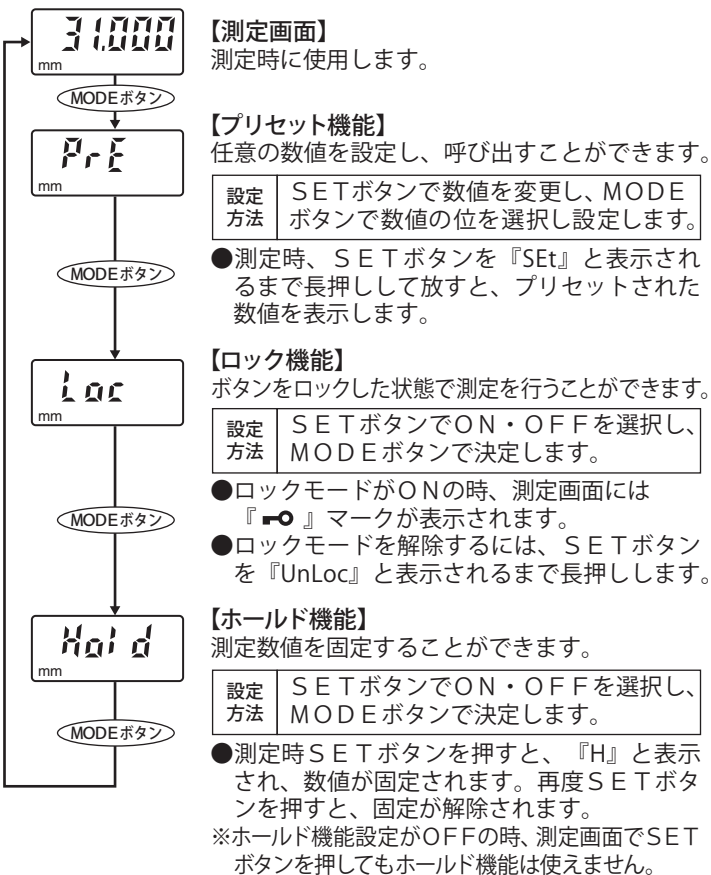 31.000
mm
【測定画面】
測定時に使用します。
MODEボタン
PrE
mm
【プリセット機能】
任意の数値を設定し、呼び出すことができます。
設定
方法
ＳＥＴボタンで数値を変更し、ＭＯＤＥ
ボタンで数値の位を選択し設定します。
●測定時、ＳＥＴボタンを『SEt』と表示され
るまで長押しして放すと、プリセットされた
数値を表示します。
MODEボタン
Loc
mm
【ロック機能】
ボタンをロックした状態で測定を行うことができます。
設定
方法
ＳＥＴボタンでＯＮ・ＯＦＦを選択し、
ＭＯＤＥボタンで決定します。
●ロックモードがＯＮの時、測定画面には
『 』マークが表示されます。
●ロックモードを解除するには、ＳＥＴボタン
を『UnLoc』と表示されるまで長押しします。
MODEボタン
Hold
mm
【ホールド機能】
測定数値を固定することができます。
設定
方法
ＳＥＴボタンでＯＮ・ＯＦＦを選択し、
ＭＯＤＥボタンで決定します。
●測定時ＳＥＴボタンを押すと、『H』と表示
され、数値が固定されます。再度ＳＥＴボタ
ンを押すと、固定が解除されます。
※ホールド機能設定がＯＦＦの時、測定画面でＳＥＴ
ボタンを押してもホールド機能は使えません。
MODEボタン